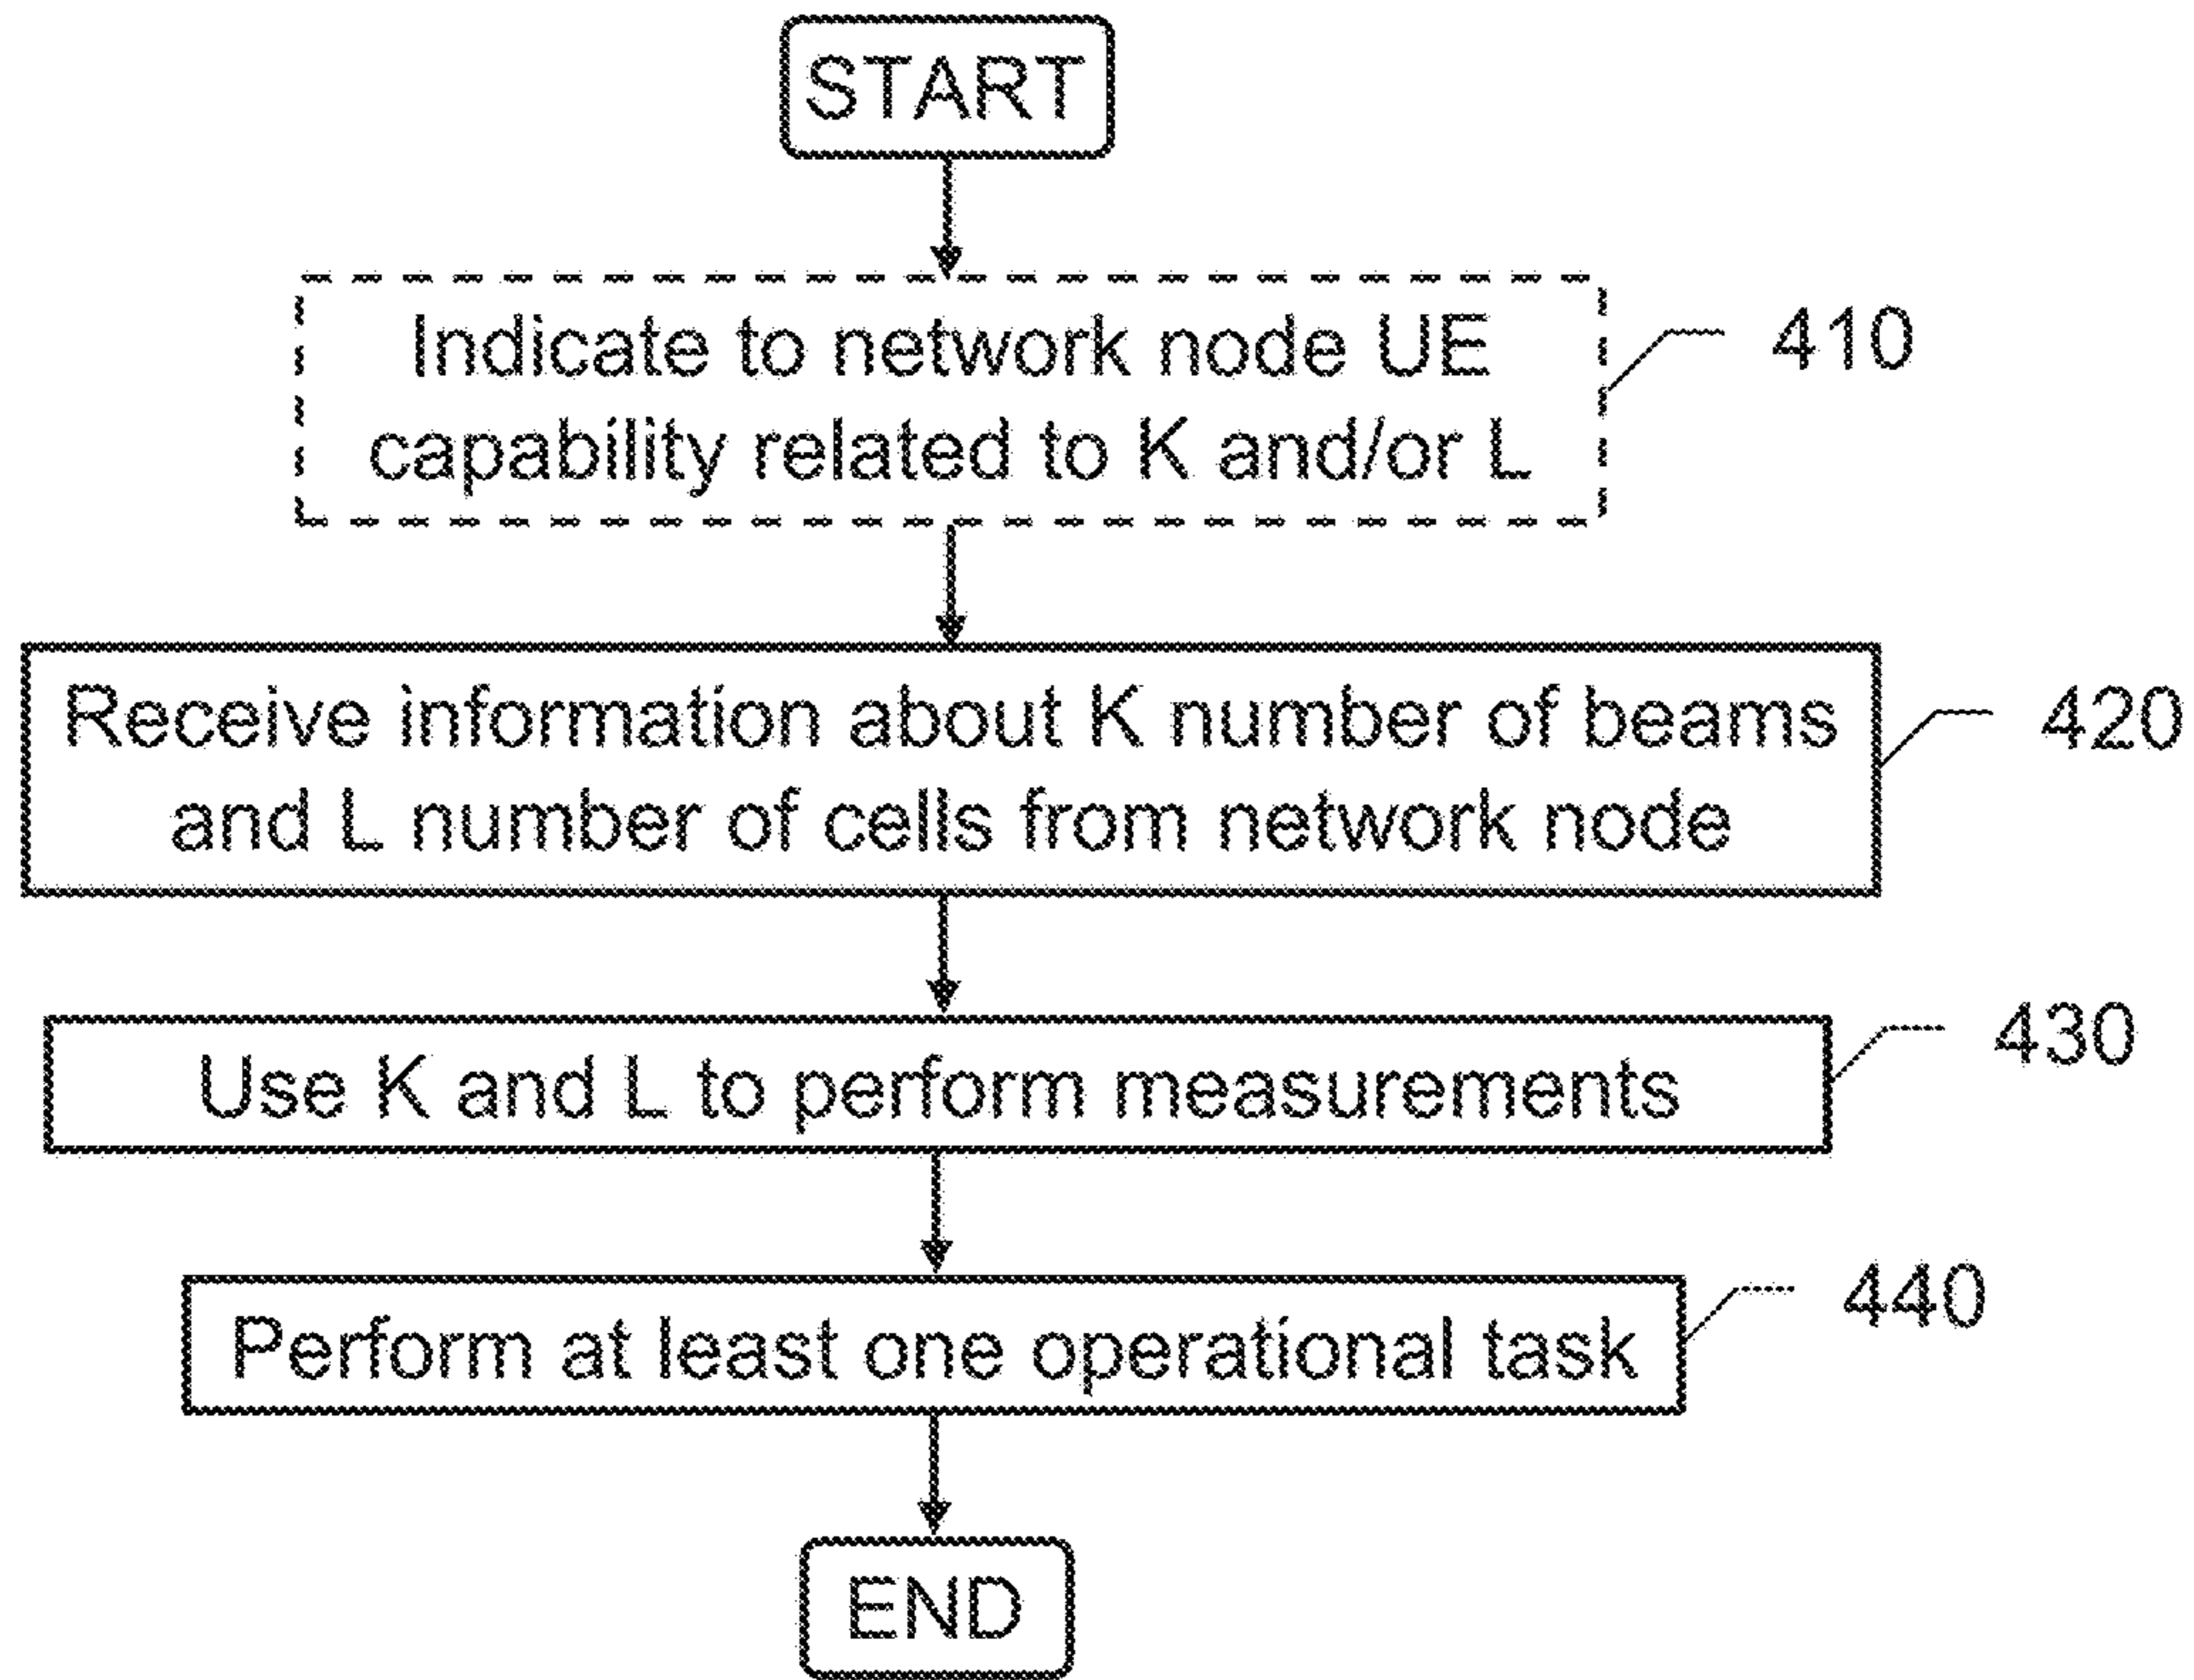 START
Indicate to network node UE
capability related to K and/or L
410
Receive information about K number of beams
and L number of cells from network node
420
Use K and L to perform measurements
430
Perform at least one operational task
440
END